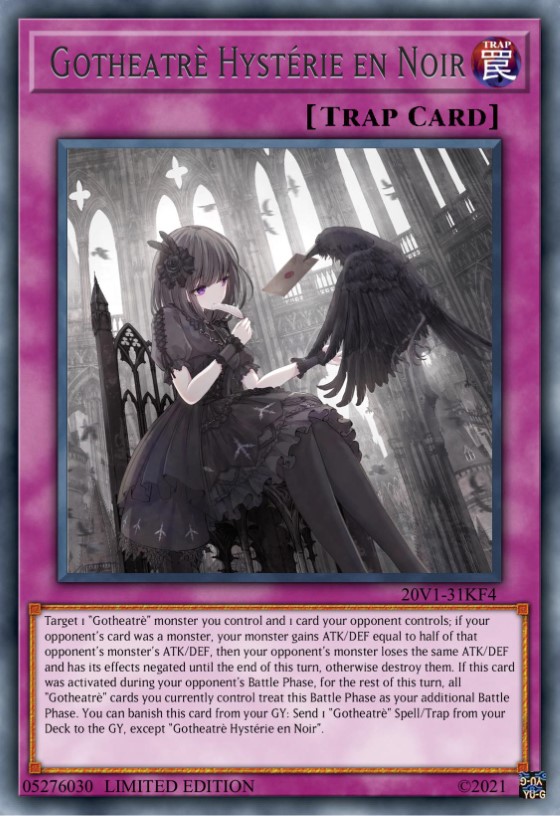 Gotheatrè Hystérie en Noir
TRAP
罠
[Trap Card]
20V1-31KF4
Target 1 "Gotheatrè" monster you control and 1 card your opponent controls; if your
opponent's card was a monster, your monster gains ATK/DEF equal to half of that
opponent's monster's ATK/DEF, then your opponent's monster loses the same ATK/DEF
and has its effects negated until the end of this turn, otherwise destroy them. If this card
was activated during your opponent's Battle Phase, for the rest of this turn, all
"Gotheatrè" cards you currently control treat this Battle Phase as your additional Battle
Phase. You can banish this card from your GY: Send 1 "Gotheatrè" Spell/Trap from your
Deck to the GY, except "Gotheatrè Hystérie en Noir".
05276030 LIMITED EDITION ©2021